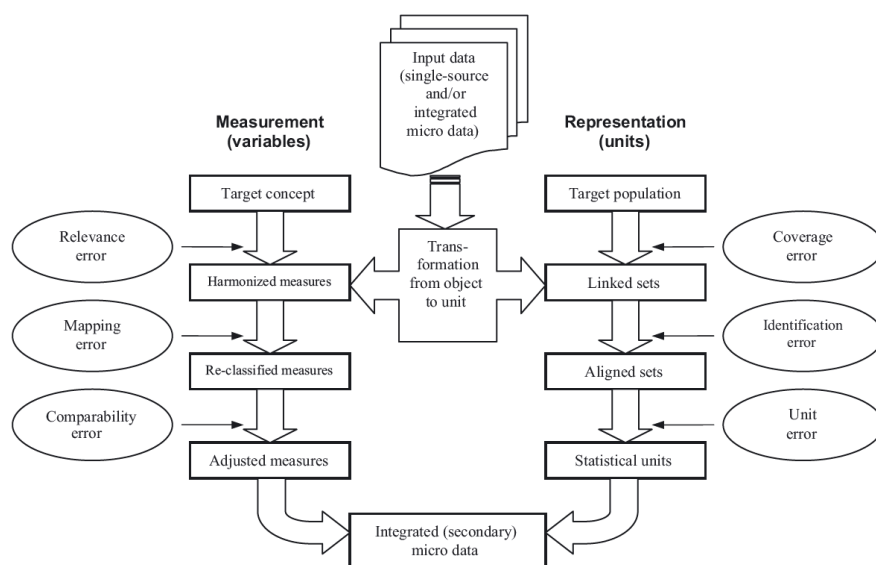 Input data
(single-source
and/or
integrated
micro data)
Measurement
(variables)
Representation
(units)
Target concept
Target population
Relevance
error
Trans-
formation
from object
to unit
Coverage
error
Harmonized measures
Linked sets
Mapping
error
Identification
error
Re-classified measures
Aligned sets
Comparability
error
Unit
error
Adjusted measures
Statistical units
Integrated (secondary)
micro data